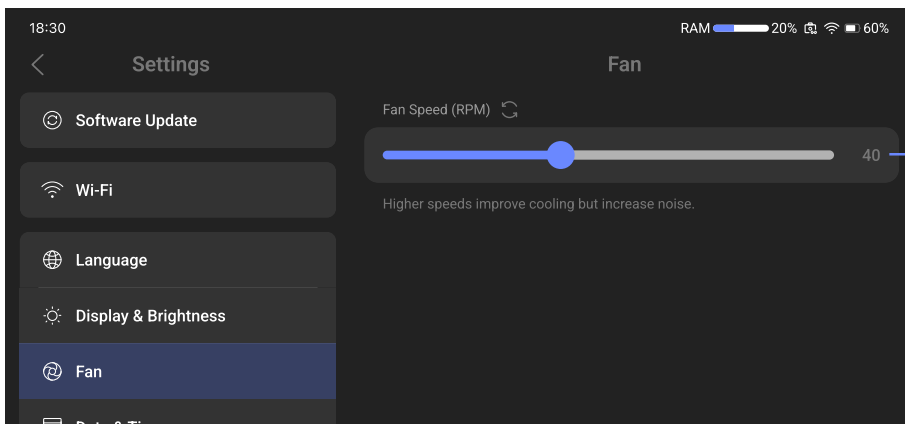 18:30
RAM 20% 60%
Settings
Fan
Software Update
Fan Speed (RPM)
40
Wi-Fi
Higher speeds improve cooling but increase noise.
Language
Display & Brightness
Fan